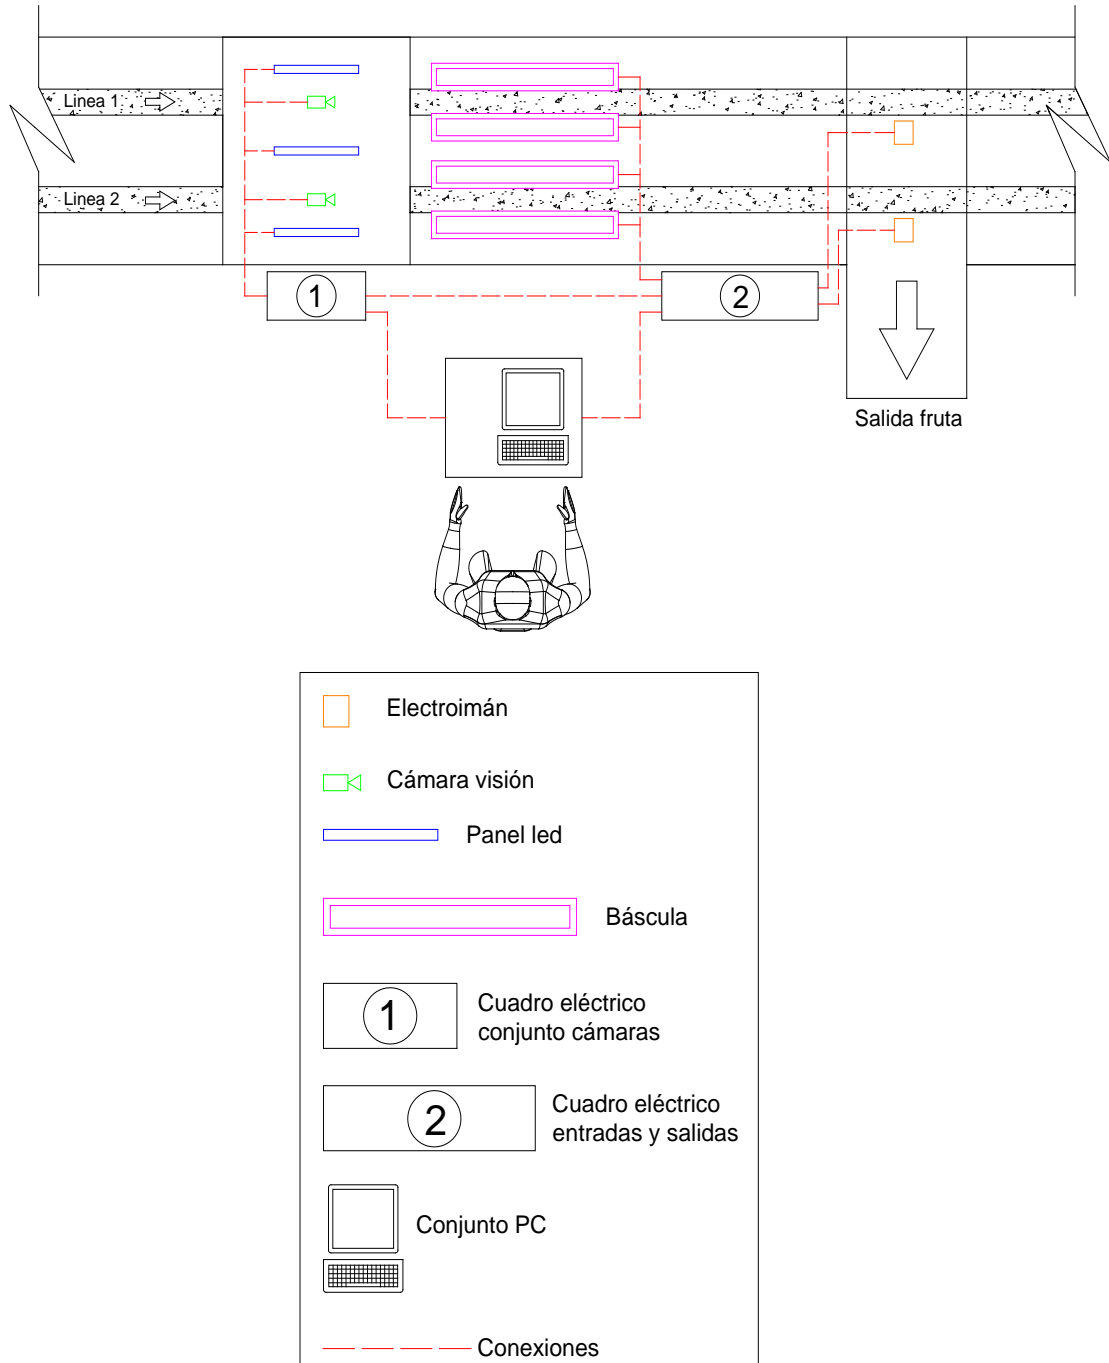 Linea 1
Linea 2
1
2
Salida fruta
Electroimán
Cámara visión
Panel led
Báscula
1
Cuadro eléctrico
conjunto cámaras
2
Cuadro eléctrico
entradas y salidas
Conjunto PC
Conexiones